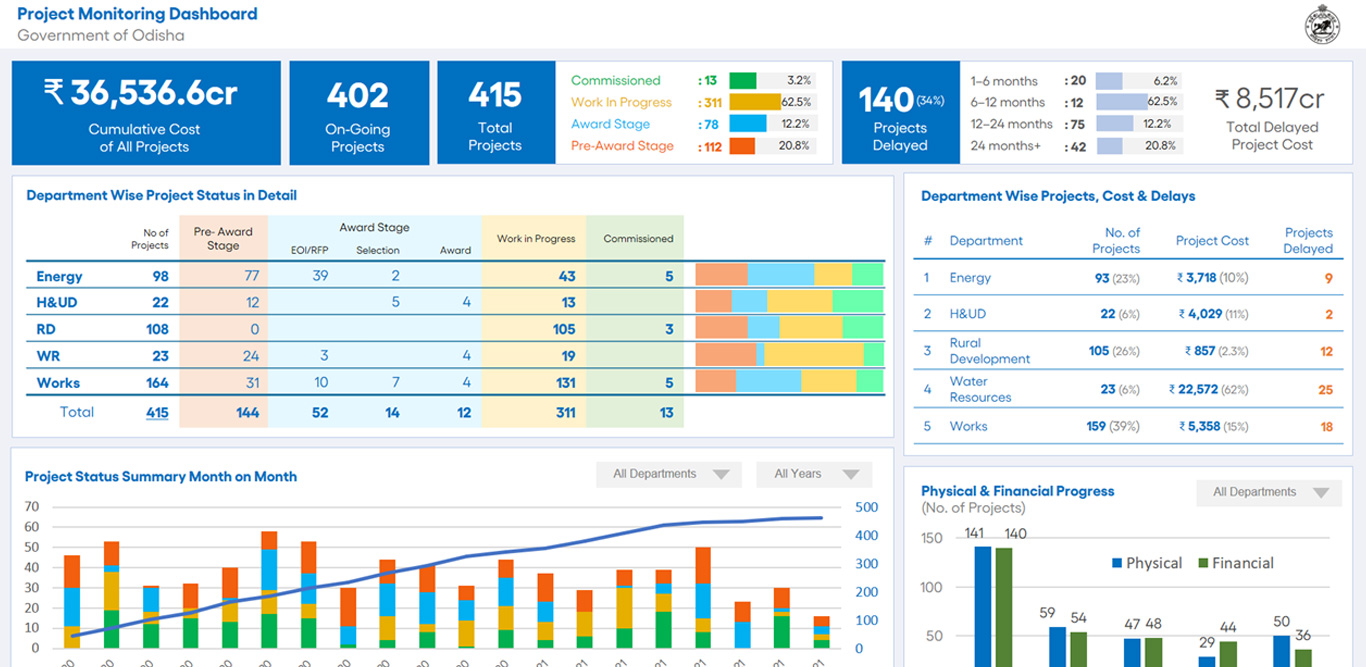 Project Monitoring Dashboard
Government of Odisha
₹ 36,536.6cr
Cumulative Cost
of All Projects
402
On-Going
Projects
415
Total
Projects
Commissioned : 13 3.2%
Work In Progress : 311 62.5%
Award Stage : 78 12.2%
Pre-Award Stage : 112 20.8%
140 (34%)
Projects
Delayed
1-6 months : 20 6.2%
6-12 months : 12 62.5%
12-24 months : 75 12.2%
24 months+ : 42 20.8%
₹ 8,517cr
Total Delayed
Project Cost
Department Wise Project Status in Detail
No of
Projects
Pre- Award
Stage
Award Stage
EOI/RFP Selection Award
Work in Progress
Commissioned
Energy 98 77 39 2 43 5
H&UD 22 12 5 4 13
RD 108 0 105 3
WR 23 24 3 4 19
Works 164 31 10 7 4 131 5
Total 415 144 52 14 12 311 13
Department Wise Projects, Cost & Delays
# Department
No. of
Projects
Project Cost
Projects
Delayed
1 Energy 93 (23%) ₹ 3,718 (10%) 9
2 H&UD 22 (6%) ₹ 4,029 (11%) 2
3 Rural
Development 105 (26%) ₹ 857 (2.3%) 12
4 Water
Resources 23 (6%) ₹ 22,572 (62%) 25
5 Works 159 (39%) ₹ 5,358 (15%) 18
Project Status Summary Month on Month
All Departments
All Years
70
60
50
40
30
20
10
0
500
400
300
200
100
0
Physical & Financial Progress
(No. of Projects)
All Departments
150
100
50
141 140
Physical Financial
59 54
47 48
29 44
50 36